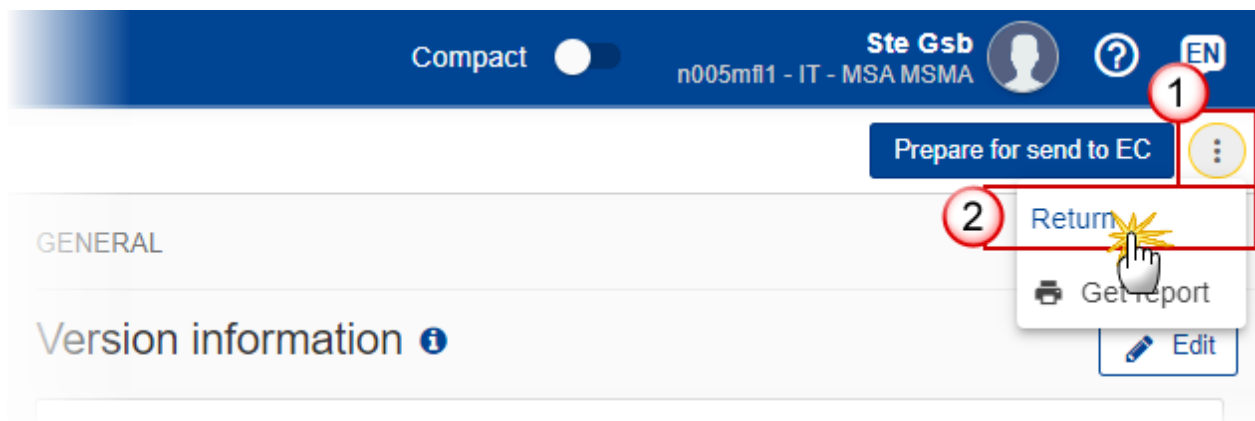 Compact
Ste Gsb
n005mfl1 - IT - MSA MSMA
EN
1
Prepare for send to EC
2
Return
GENERAL
Get report
Version information
Edit